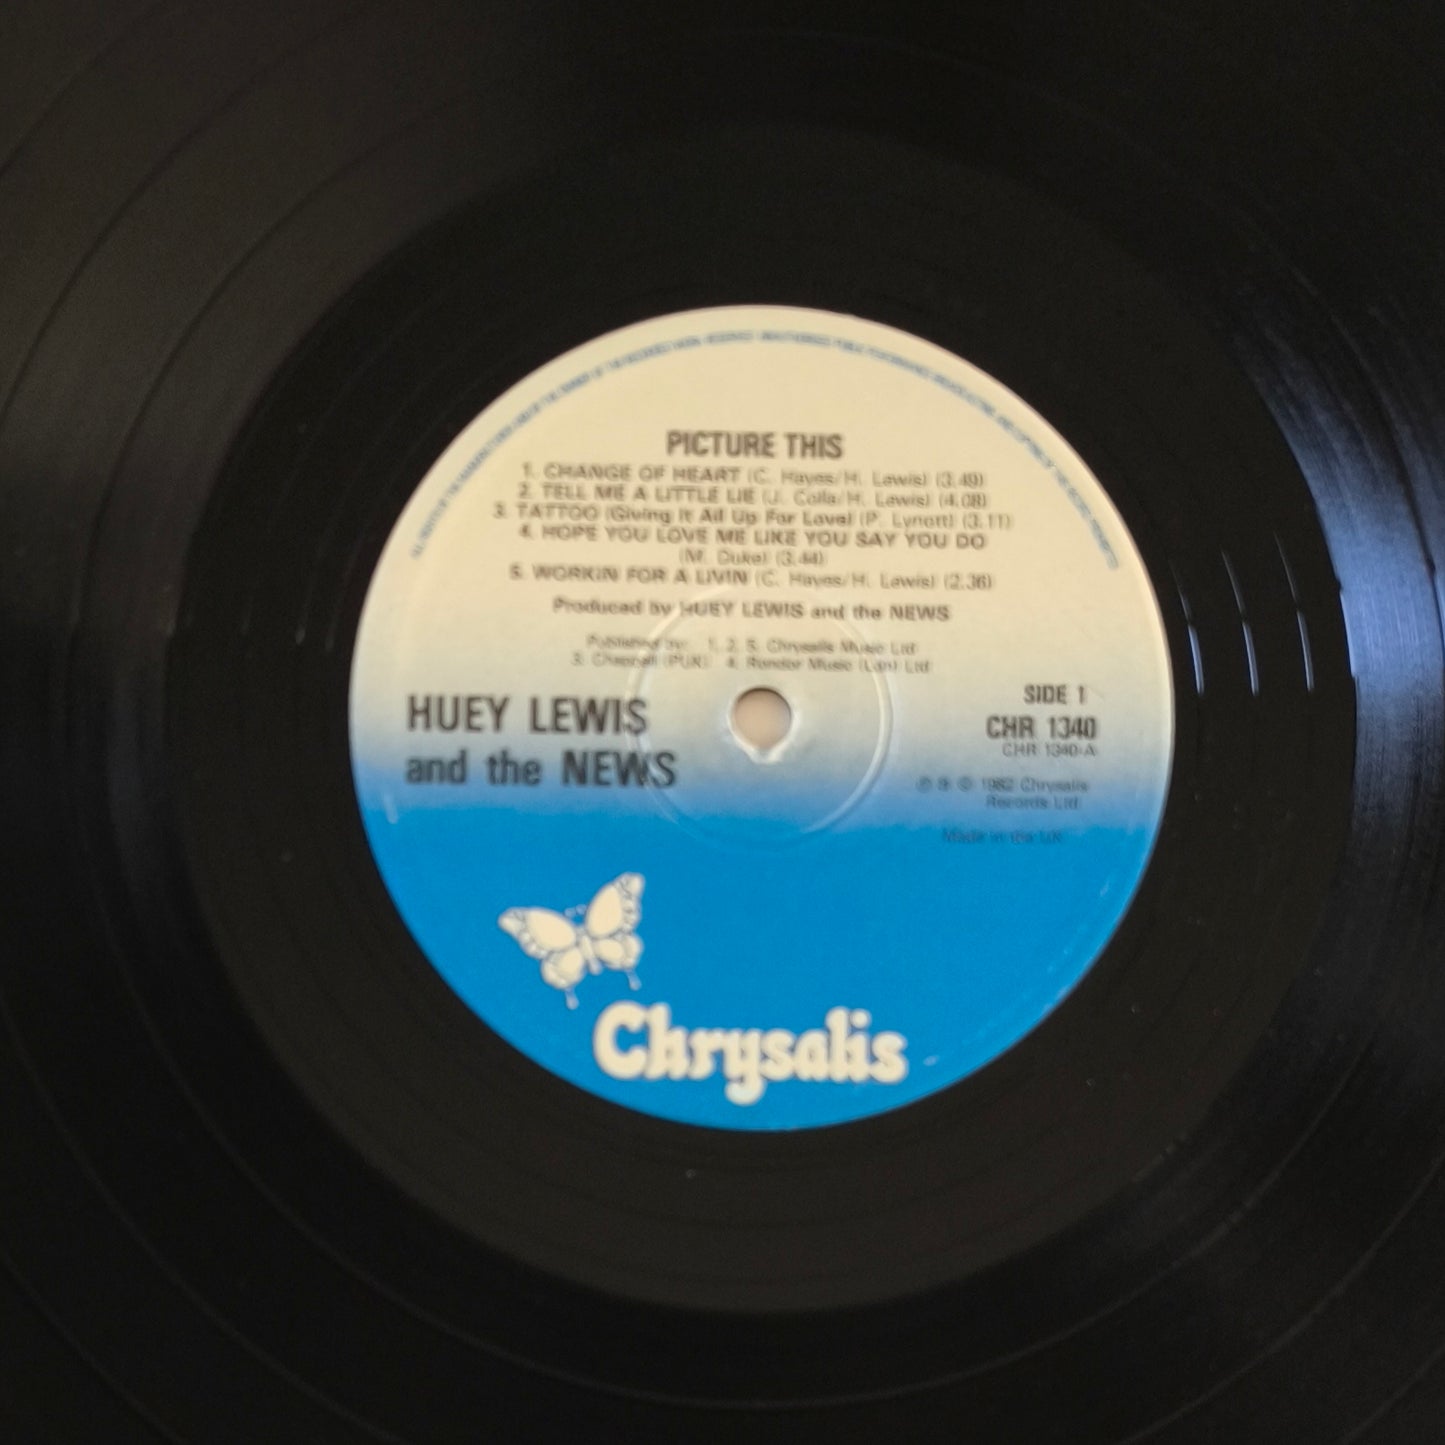 PICTURE THIS
1. CHANGE OF HEART (C. Hayes/H. Lewis) (3.49)
2. TELL ME A LITTLE LIE (J. Colla/H. Lewis) (4.08)
3. TATTOO (Giving It All Up For Love) (P. Lynott) (3.11)
4. HOPE YOU LOVE ME LIKE YOU SAY YOU DO
(M. Duke) (3.44)
5. WORKIN FOR A LIVIN (C. Hayes/H. Lewis) (2.36)
Produced by HUEY LEWIS and the NEWS
Published by: 1, 2, 5. Chrysalis Music Ltd
3. Chappell (PUK) 4. Rondor Music (Lon) Ltd
HUEY LEWIS
and the NEWS
SIDE 1
CHR 1340
CHR 1340-A
℗ & © 1982 Chrysalis
Records Ltd
Made in the UK
Chrysalis